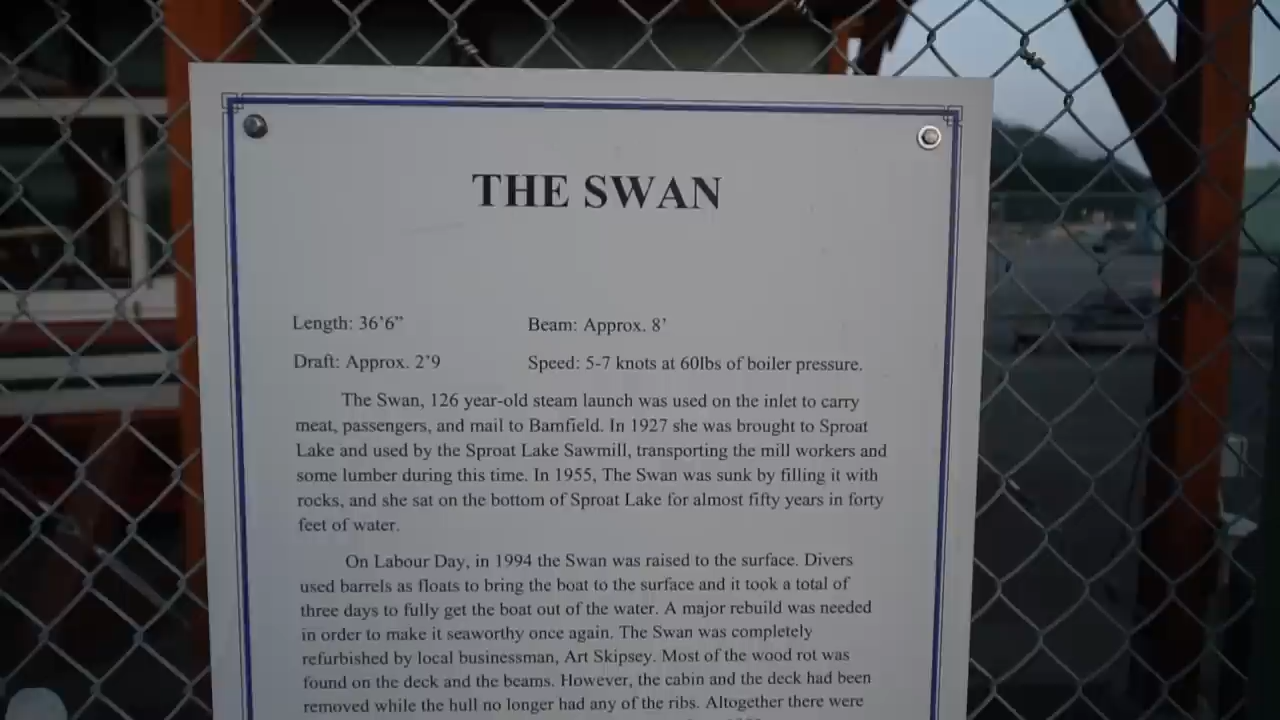 THE SWAN
Length: 36'6” Beam: Approx. 8'
Draft: Approx. 2'9 Speed: 5-7 knots at 60lbs of boiler pressure.
The Swan, 126 year-old steam launch was used on the inlet to carry
meat, passengers, and mail to Bamfield. In 1927 she was brought to Sproat
Lake and used by the Sproat Lake Sawmill, transporting the mill workers and
some lumber during this time. In 1955, The Swan was sunk by filling it with
rocks, and she sat on the bottom of Sproat Lake for almost fifty years in forty
feet of water.
On Labour Day, in 1994 the Swan was raised to the surface. Divers
used barrels as floats to bring the boat to the surface and it took a total of
three days to fully get the boat out of the water. A major rebuild was needed
in order to make it seaworthy once again. The Swan was completely
refurbished by local businessman, Art Skipsey. Most of the wood rot was
found on the deck and the beams. However, the cabin and the deck had been
removed while the hull no longer had any of the ribs. Altogether there were